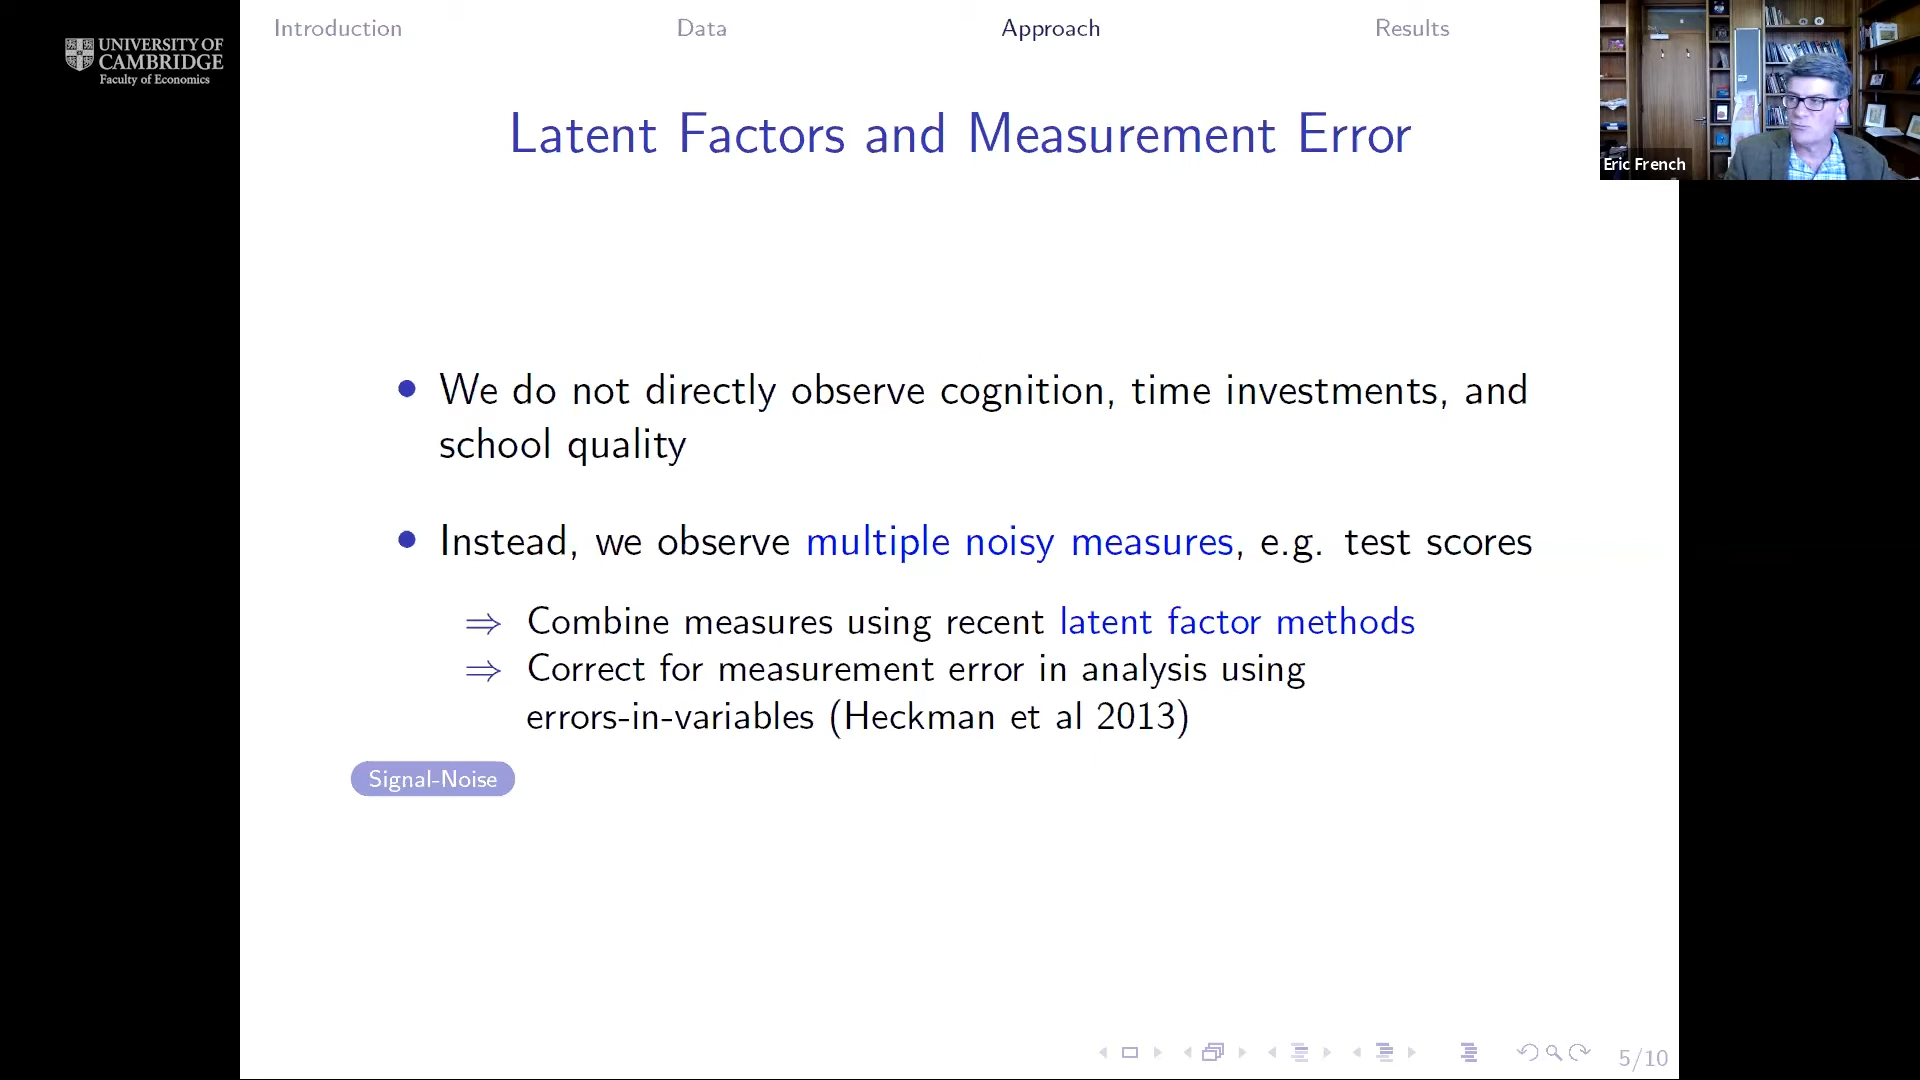 UNIVERSITY OF
CAMBRIDGE
Faculty of Economics
Introduction
Data
Approach
Results
Eric French
Latent Factors and Measurement Error
• We do not directly observe cognition, time investments, and
school quality
• Instead, we observe multiple noisy measures, e.g. test scores
⇒ Combine measures using recent latent factor methods
⇒ Correct for measurement error in analysis using
errors-in-variables (Heckman et al 2013)
Signal-Noise
5/10